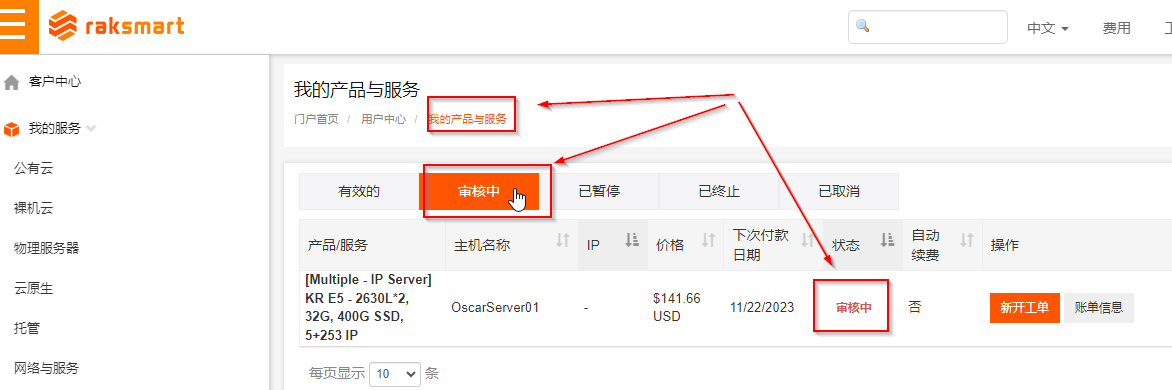 raksmart
中文
费用
客户中心
我的服务
公有云
裸机云
物理服务器
云原生
托管
网络与服务
我的产品与服务
门户首页 / 用户中心 / 我的产品与服务
有效的 审核中 已暂停 已终止 已取消
产品/服务 主机名称 IP 价格 下次付款日期 状态 自动续费 操作
[Multiple - IP Server]
KR E5 - 2630L*2,
32G, 400G SSD,
5+253 IP
OscarServer01
-
$141.66
USD
11/22/2023
审核中
否
新开工单
账单信息
每页显示 10 条